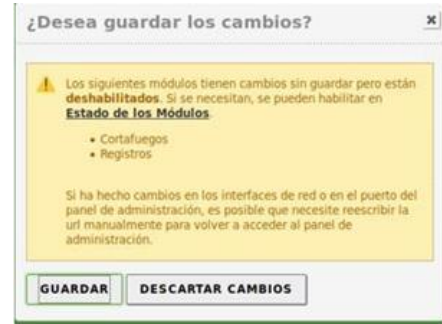 ¿Desea guardar los cambios?
Los siguientes módulos tienen cambios sin guardar pero están
deshabilitados. Si se necesitan, se pueden habilitar en
Estado de los Módulos.
• Cortafuegos
• Registros
Si ha hecho cambios en los interfaces de red o en el puerto del
panel de administración, es posible que necesite reescribir la
url manualmente para volver a acceder al panel de
administración.
GUARDAR DESCARTAR CAMBIOS